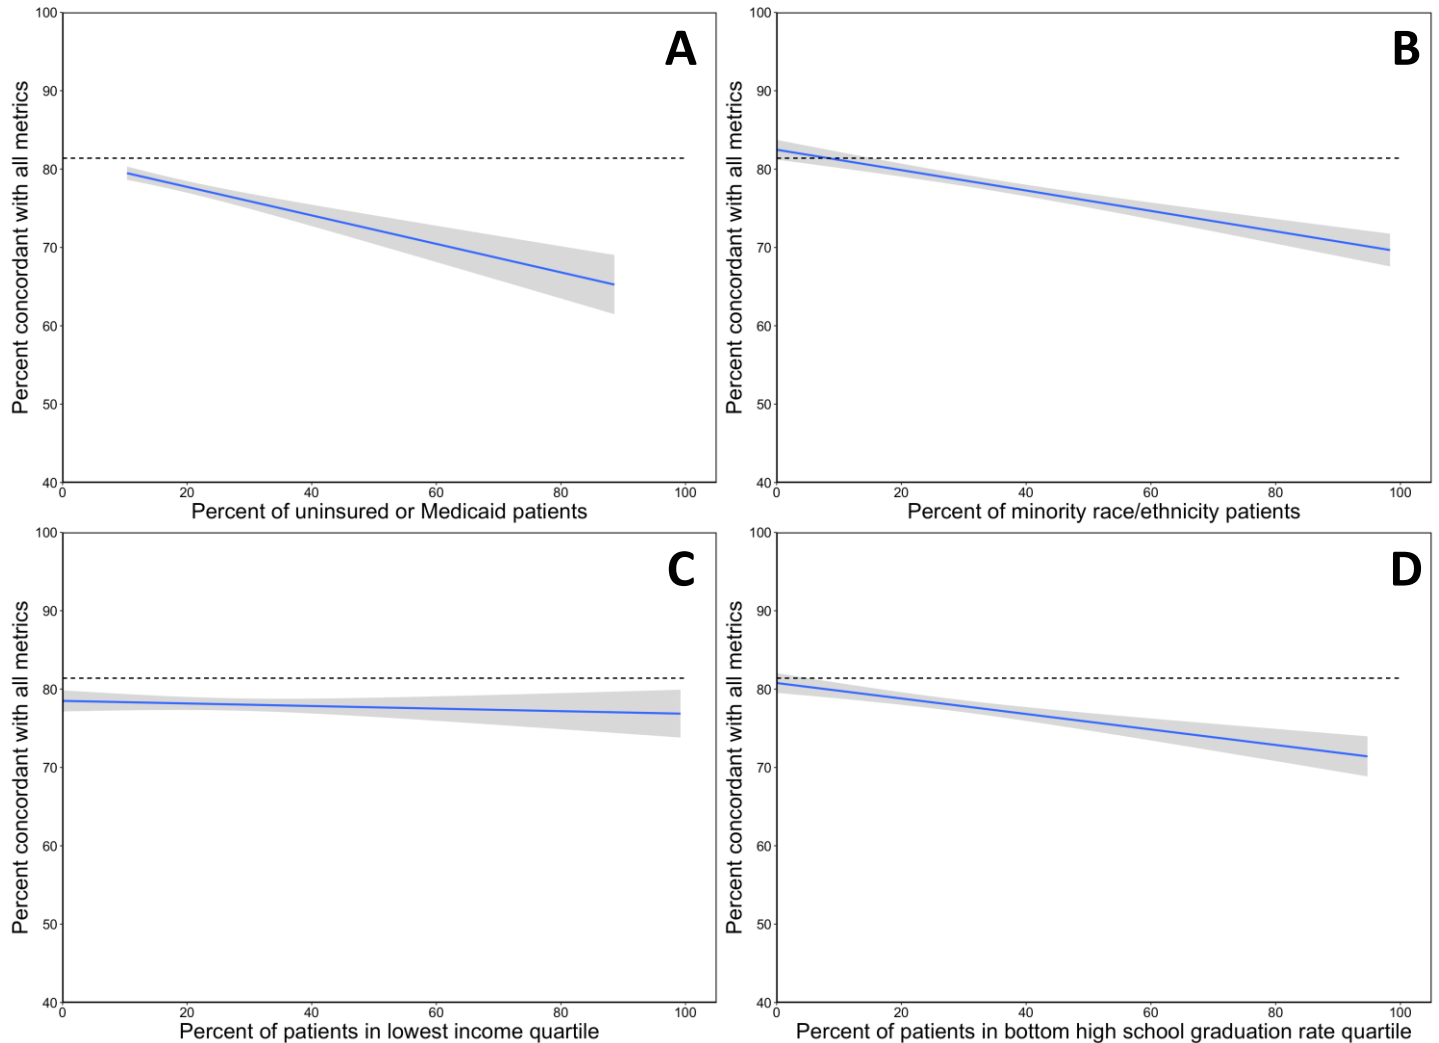 A
Percent concordant with all metrics
100
90
80
70
60
50
40
0 20 40 60 80 100
Percent of uninsured or Medicaid patients
B
Percent concordant with all metrics
100
90
80
70
60
50
40
0 20 40 60 80 100
Percent of minority race/ethnicity patients
C
Percent concordant with all metrics
100
90
80
70
60
50
40
0 20 40 60 80 100
Percent of patients in lowest income quartile
D
Percent concordant with all metrics
100
90
80
70
60
50
40
0 20 40 60 80 100
Percent of patients in bottom high school graduation rate quartile